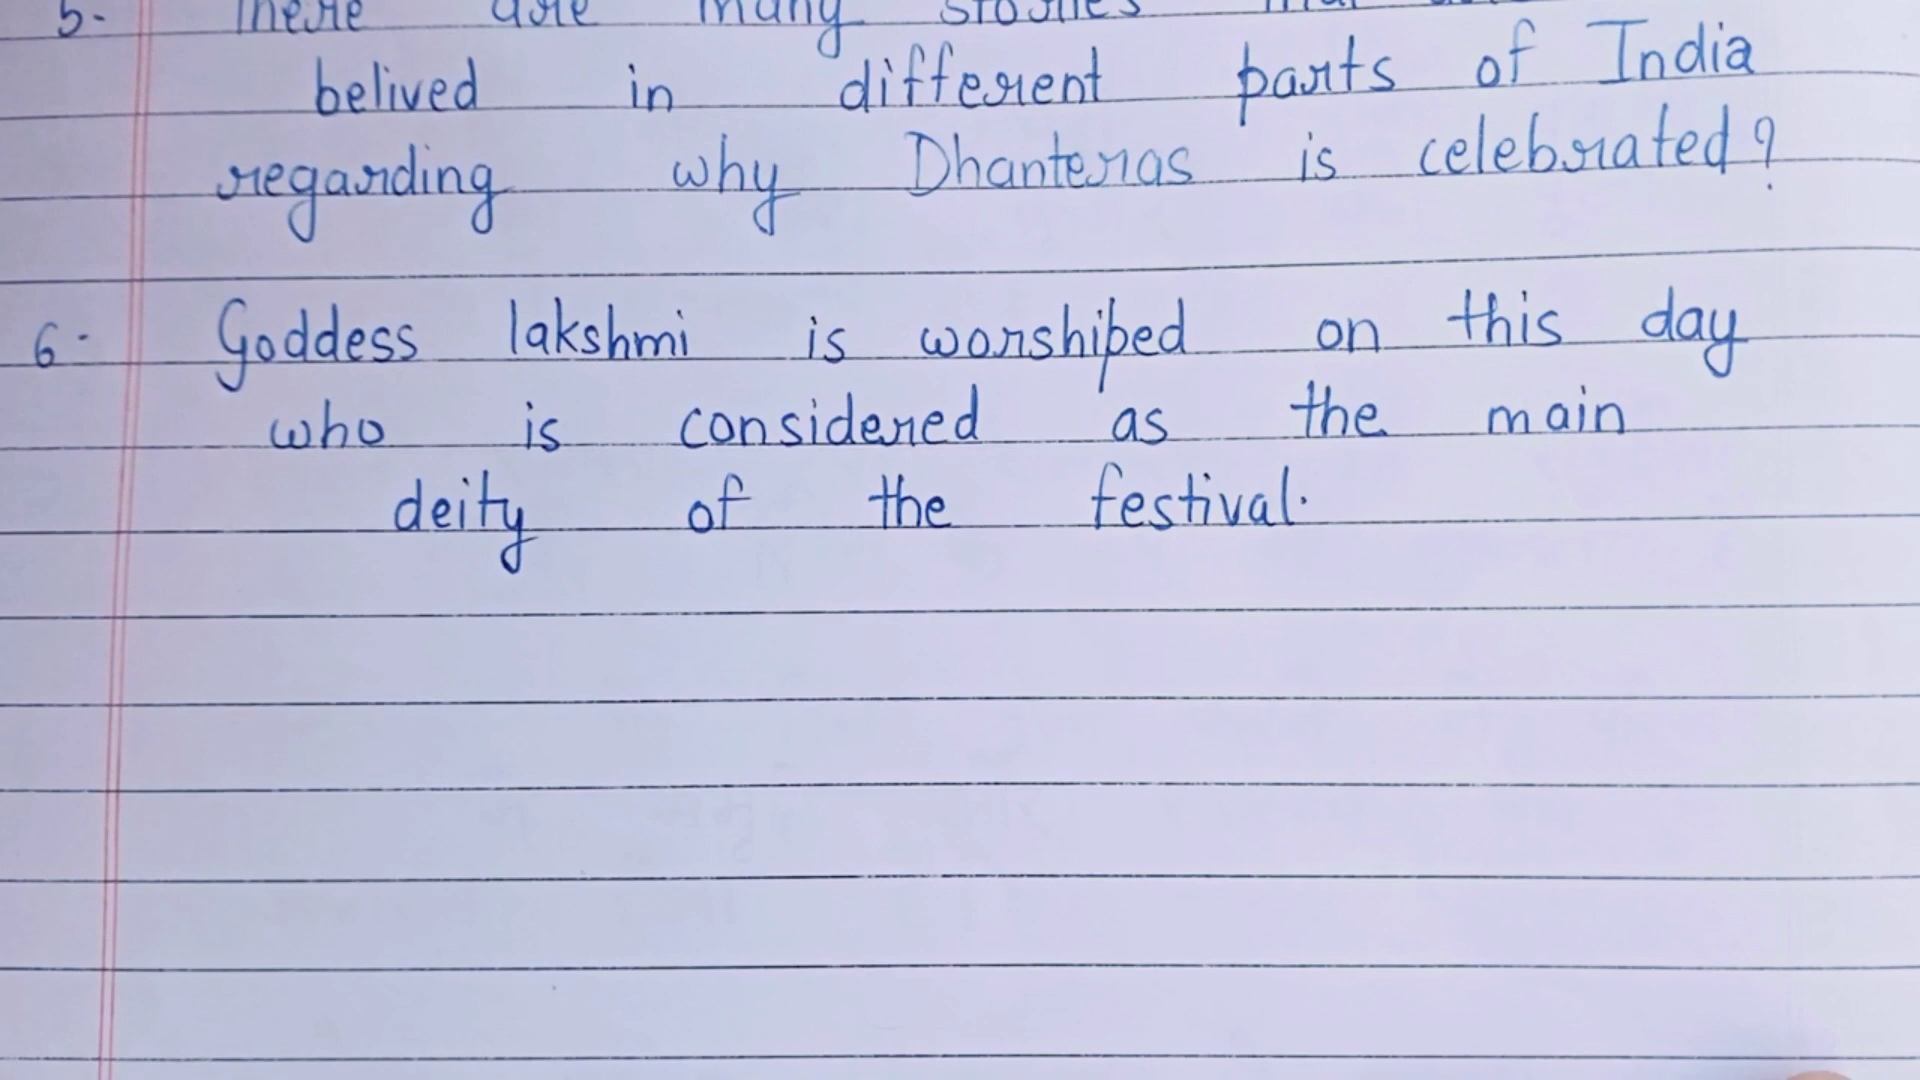 5- There are many stories that
belived in different parts of India
regarding why Dhanteras is celebrated?
6- Goddess lakshmi is worshiped on this day
who is considered as the main
deity of the festival.